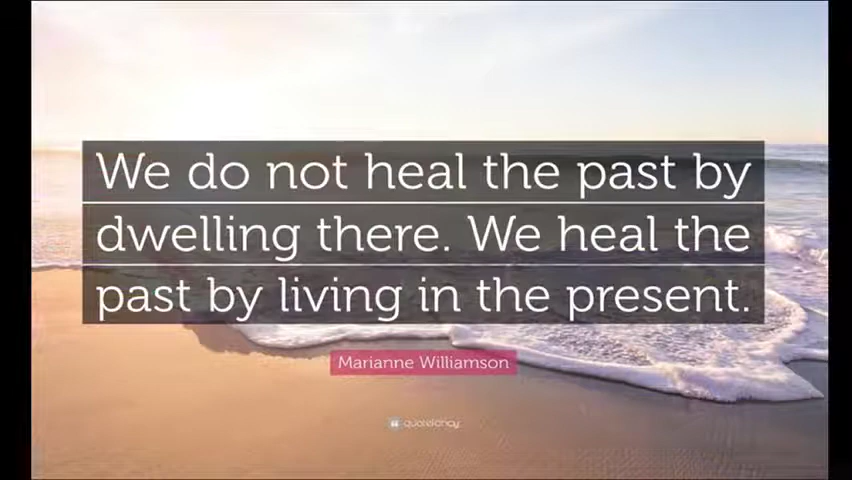 We do not heal the past by
dwelling there. We heal the
past by living in the present.
Marianne Williamson
quotefancy